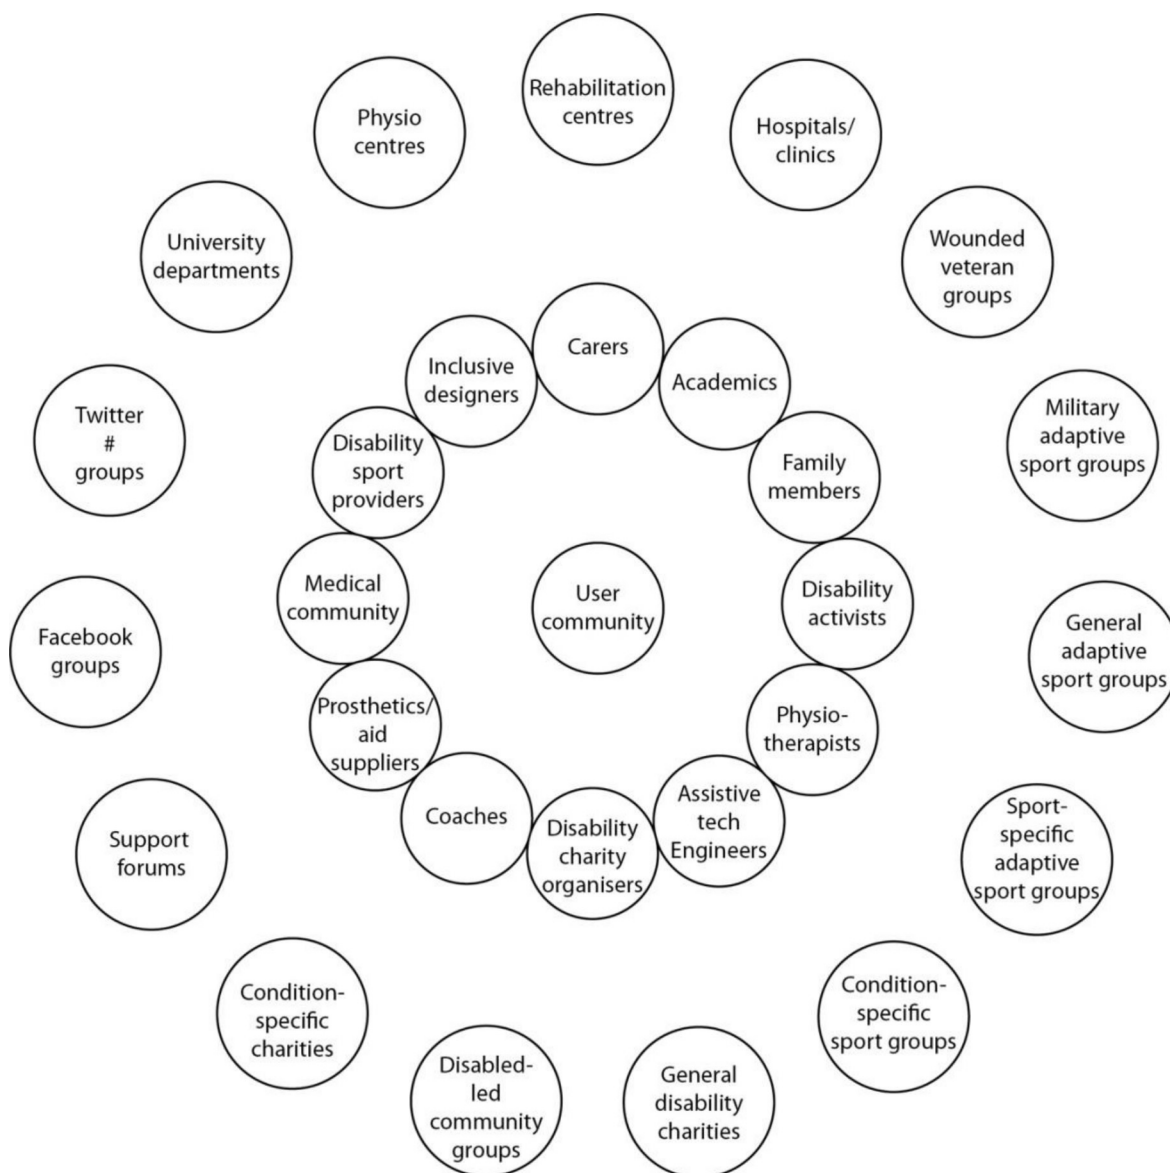 Rehabilitation
centres
Hospitals/
clinics
Wounded
veteran
groups
Military
adaptive
sport groups
General
adaptive
sport groups
Sport-
specific
adaptive
sport groups
Condition-
specific
sport groups
General
disability
charities
Disabled-
led
community
groups
Condition-
specific
charities
Support
forums
Facebook
groups
Twitter
#
groups
University
departments
Physio
centres
Carers
Academics
Family
members
Disability
activists
Physio-
therapists
Assistive
tech
Engineers
Disability
charity
organisers
Coaches
Prosthetics/
aid
suppliers
Medical
community
Disability
sport
providers
Inclusive
designers
User
community